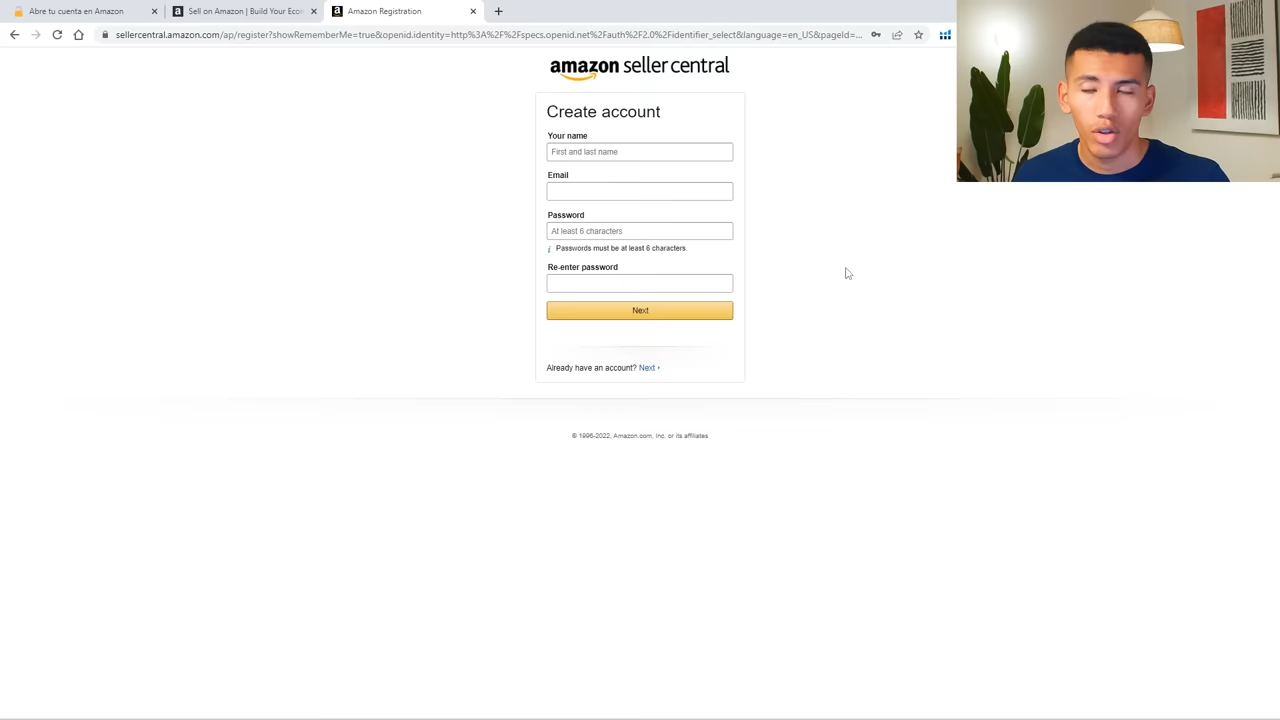 Abre tu cuenta en Amazon
Sell on Amazon | Build Your Econ
Amazon Registration
sellercentral.amazon.com/ap/register?showRememberMe=true&openid.identity=http%3A%2F%2Fspecs.openid.net%2Fauth%2F2.0%2Fidentifier_select&language=en_US&pageId=...
amazon seller central
Create account
Your name
First and last name
Email
Password
At least 6 characters
i Passwords must be at least 6 characters.
Re-enter password
Next
Already have an account? Next
© 1996-2022, Amazon.com, Inc. or its affiliates